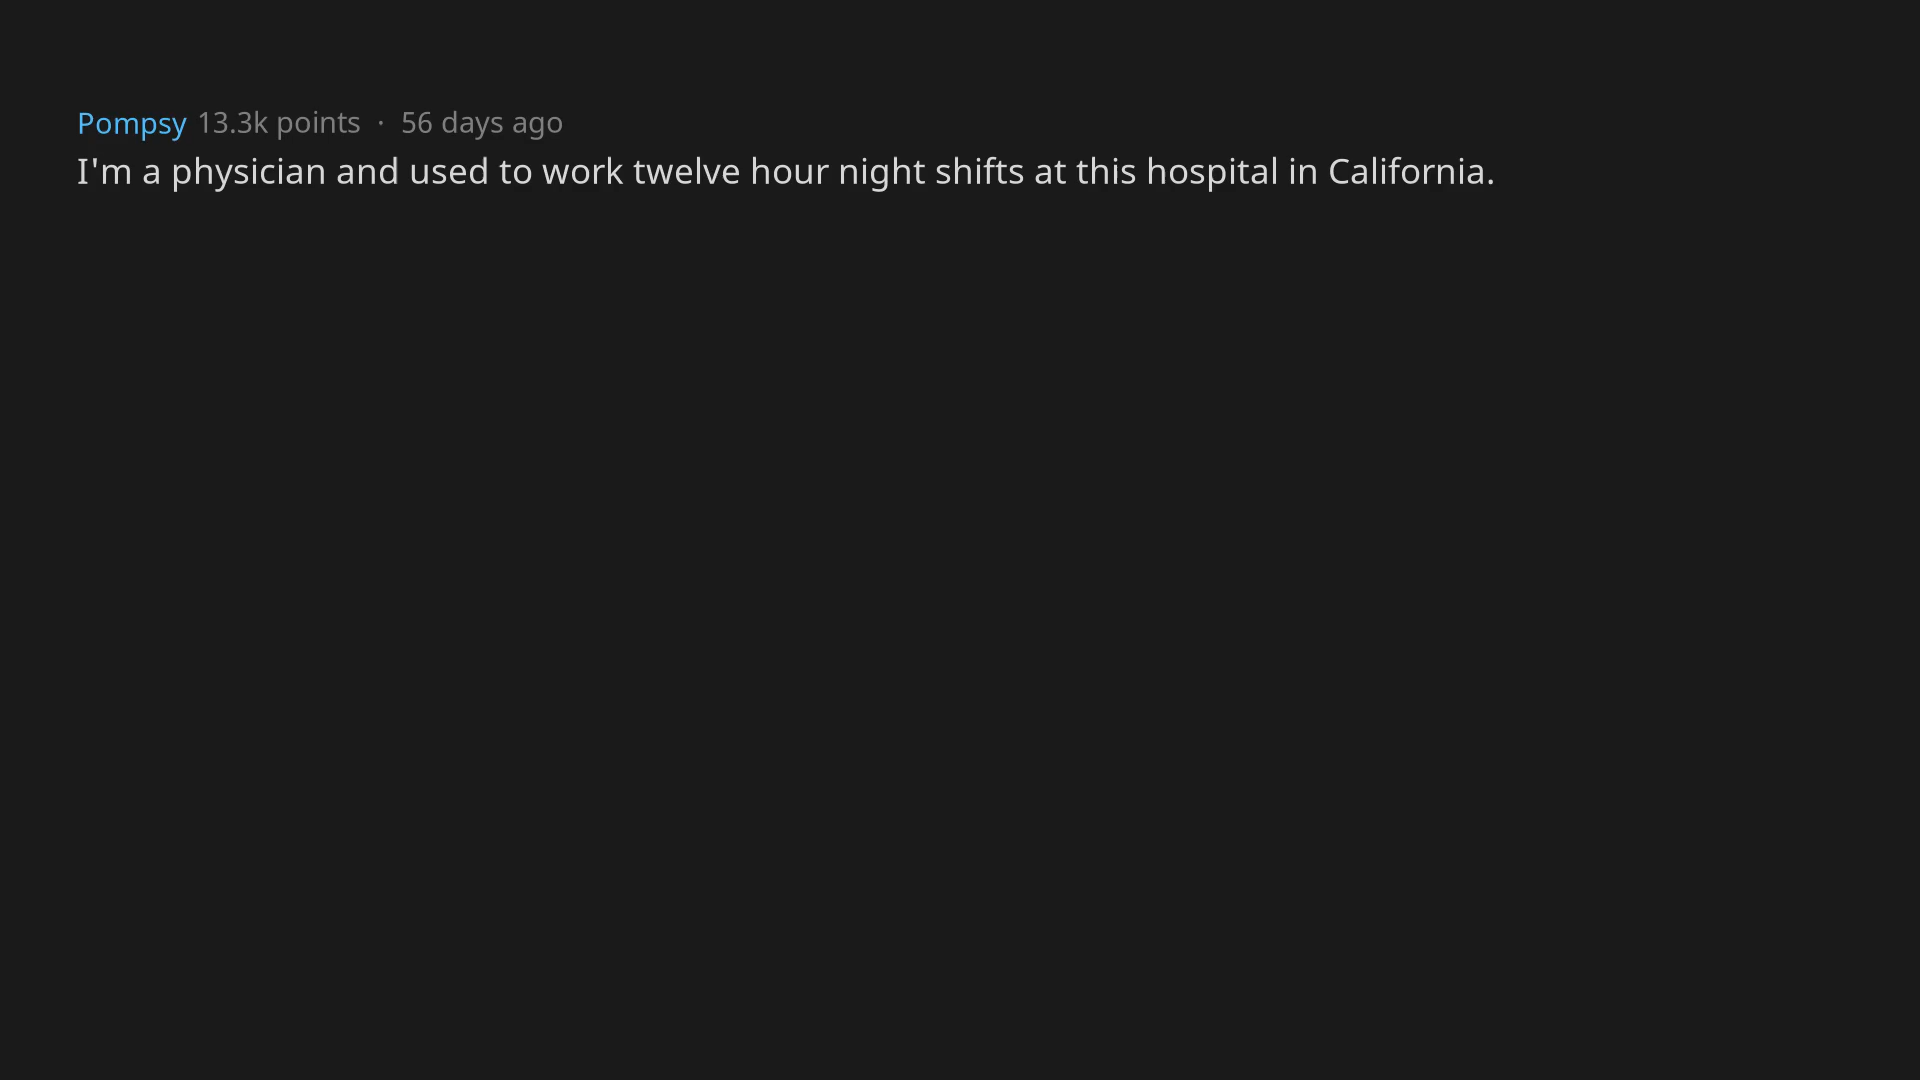 Pompsy 13.3k points · 56 days ago
I'm a physician and used to work twelve hour night shifts at this hospital in California.